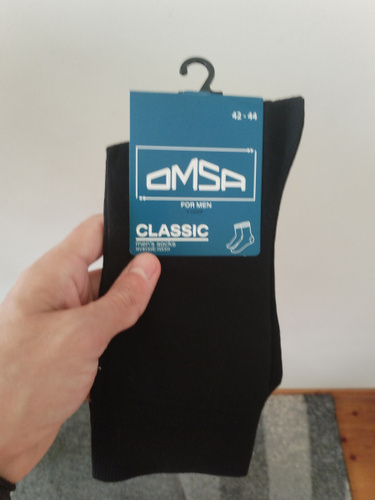 42 - 44
OMSA
FOR MEN
CLASSIC
men's socks